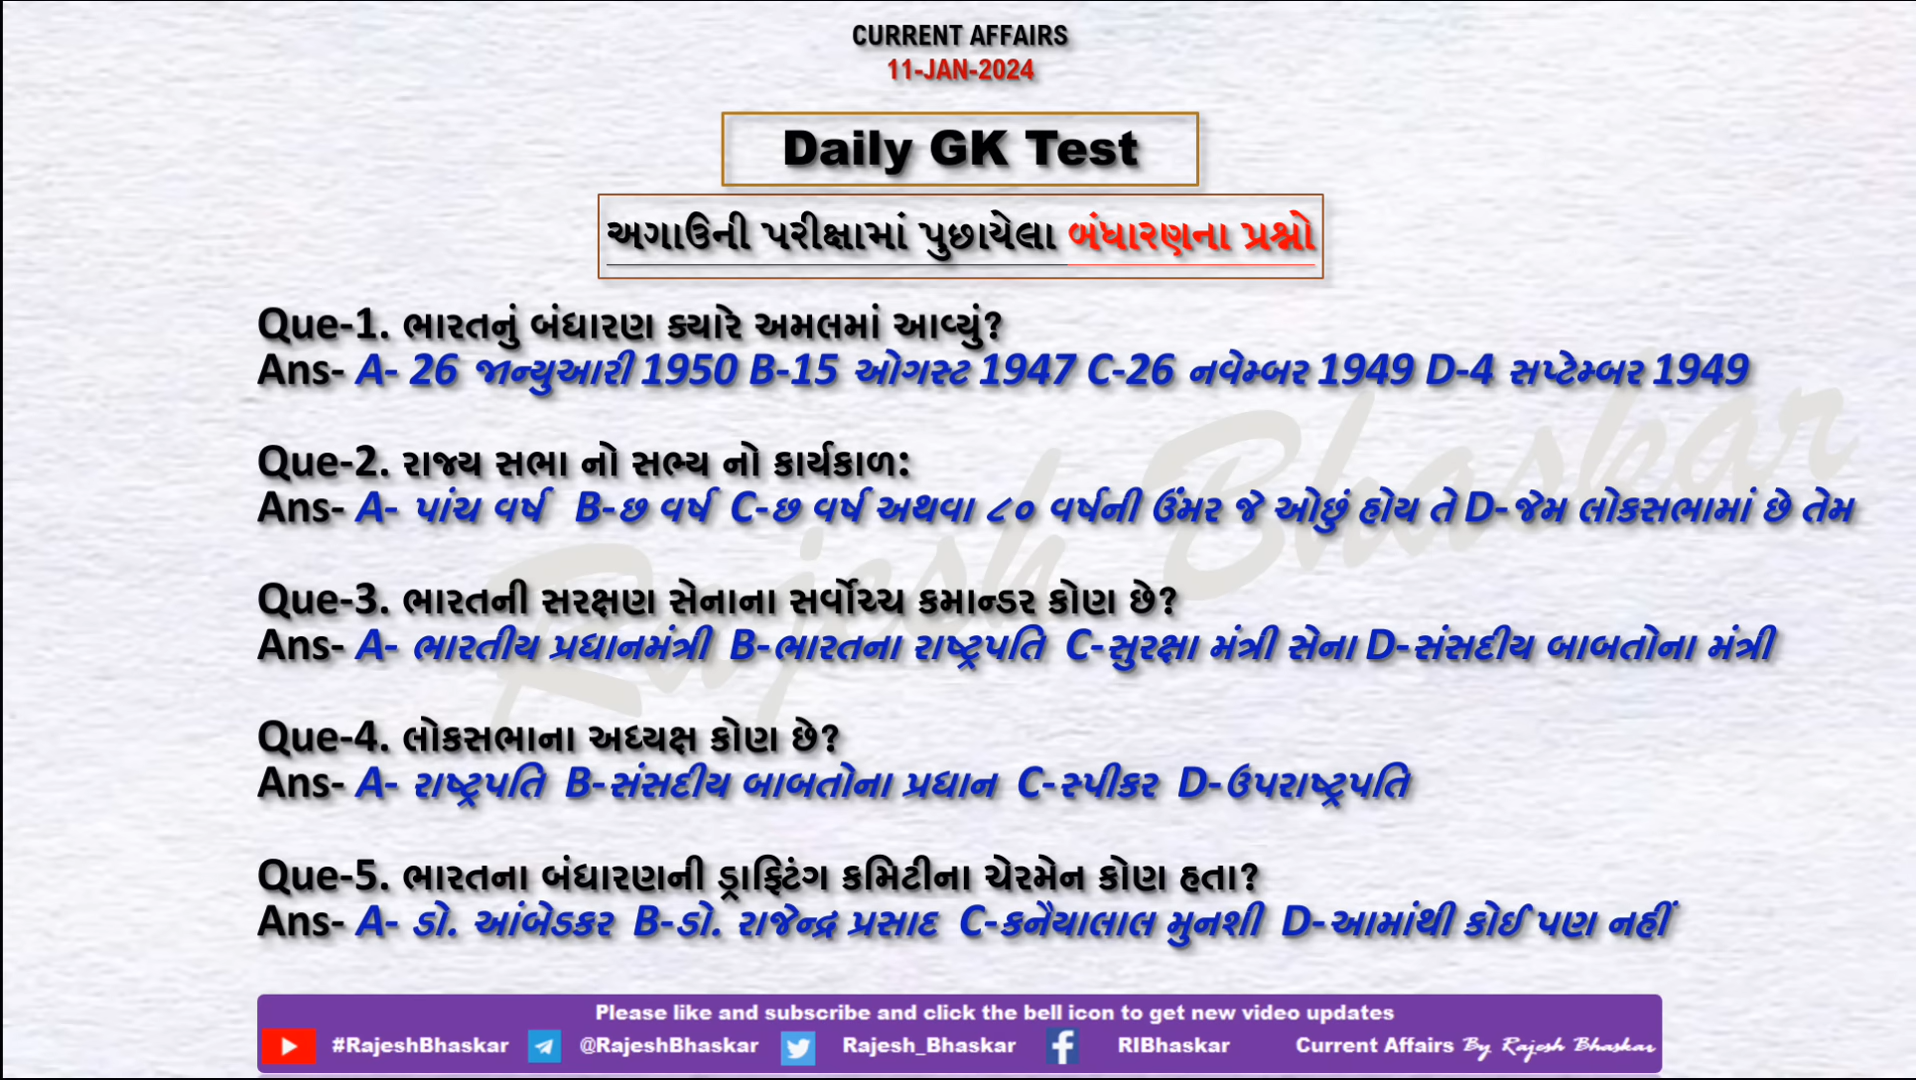 CURRENT AFFAIRS
11-JAN-2024
Daily GK Test
અગાઉની પરીક્ષામાં પુછાયેલા બંધારણના પ્રશ્નો
Que-1. ભારતનું બંધારણ ક્યારે અમલમાં આવ્યું?
Ans- A- 26 જાન્યુઆરી 1950 B-15 ઓગસ્ટ 1947 C-26 નવેમ્બર 1949 D-4 સપ્ટેમ્બર 1949
Que-2. રાજ્ય સભા નો સભ્ય નો કાર્યકાળ:
Ans- A- પાંચ વર્ષ B-છ વર્ષ C-છ વર્ષ અથવા ૮૦ વર્ષની ઉંમર જે ઓછું હોય તે D-જેમ લોકસભામાં છે તેમ
Que-3. ભારતની સરક્ષણ સેનાના સર્વોચ્ચ કમાન્ડર કોણ છે?
Ans- A- ભારતીય પ્રધાનમંત્રી B-ભારતના રાષ્ટ્રપતિ C-સુરક્ષા મંત્રી સેના D-સંસદીય બાબતોના મંત્રી
Que-4. લોકસભાના અધ્યક્ષ કોણ છે?
Ans- A- રાષ્ટ્રપતિ B-સંસદીય બાબતોના પ્રધાન C-સ્પીકર D-ઉપરાષ્ટ્રપતિ
Que-5. ભારતના બંધારણની ડ્રાફ્ટિંગ કમિટીના ચેરમેન કોણ હતા?
Ans- A- ડો. આંબેડકર B-ડો. રાજેન્દ્ર પ્રસાદ C-કનૈયાલાલ મુનશી D-આમાંથી કોઈ પણ નહીં
Rajesh Bhaskar
Please like and subscribe and click the bell icon to get new video updates
#RajeshBhaskar @RajeshBhaskar Rajesh_Bhaskar RIBhaskar Current Affairs By Rajesh Bhaskar